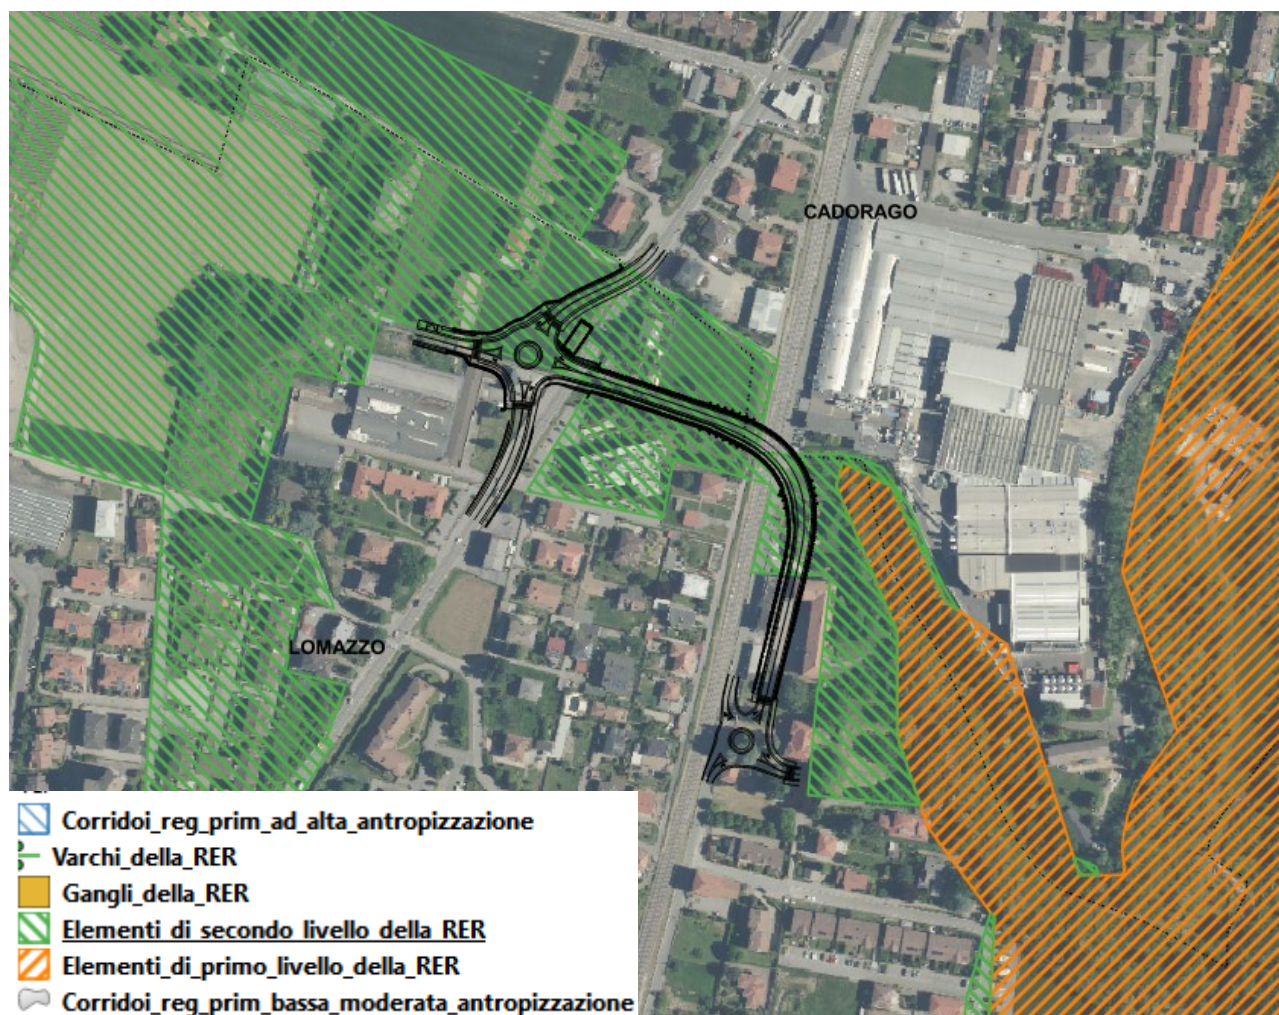 CADORAGO
LOMAZZO
Corridoi_reg_prim_ad_alta_antropizzazione
Varchi_della_RER
Gangli_della_RER
Elementi_di_secondo_livello_della_RER
Elementi_di_primo_livello_della_RER
Corridoi_reg_prim_bassa_moderata_antropizzazione